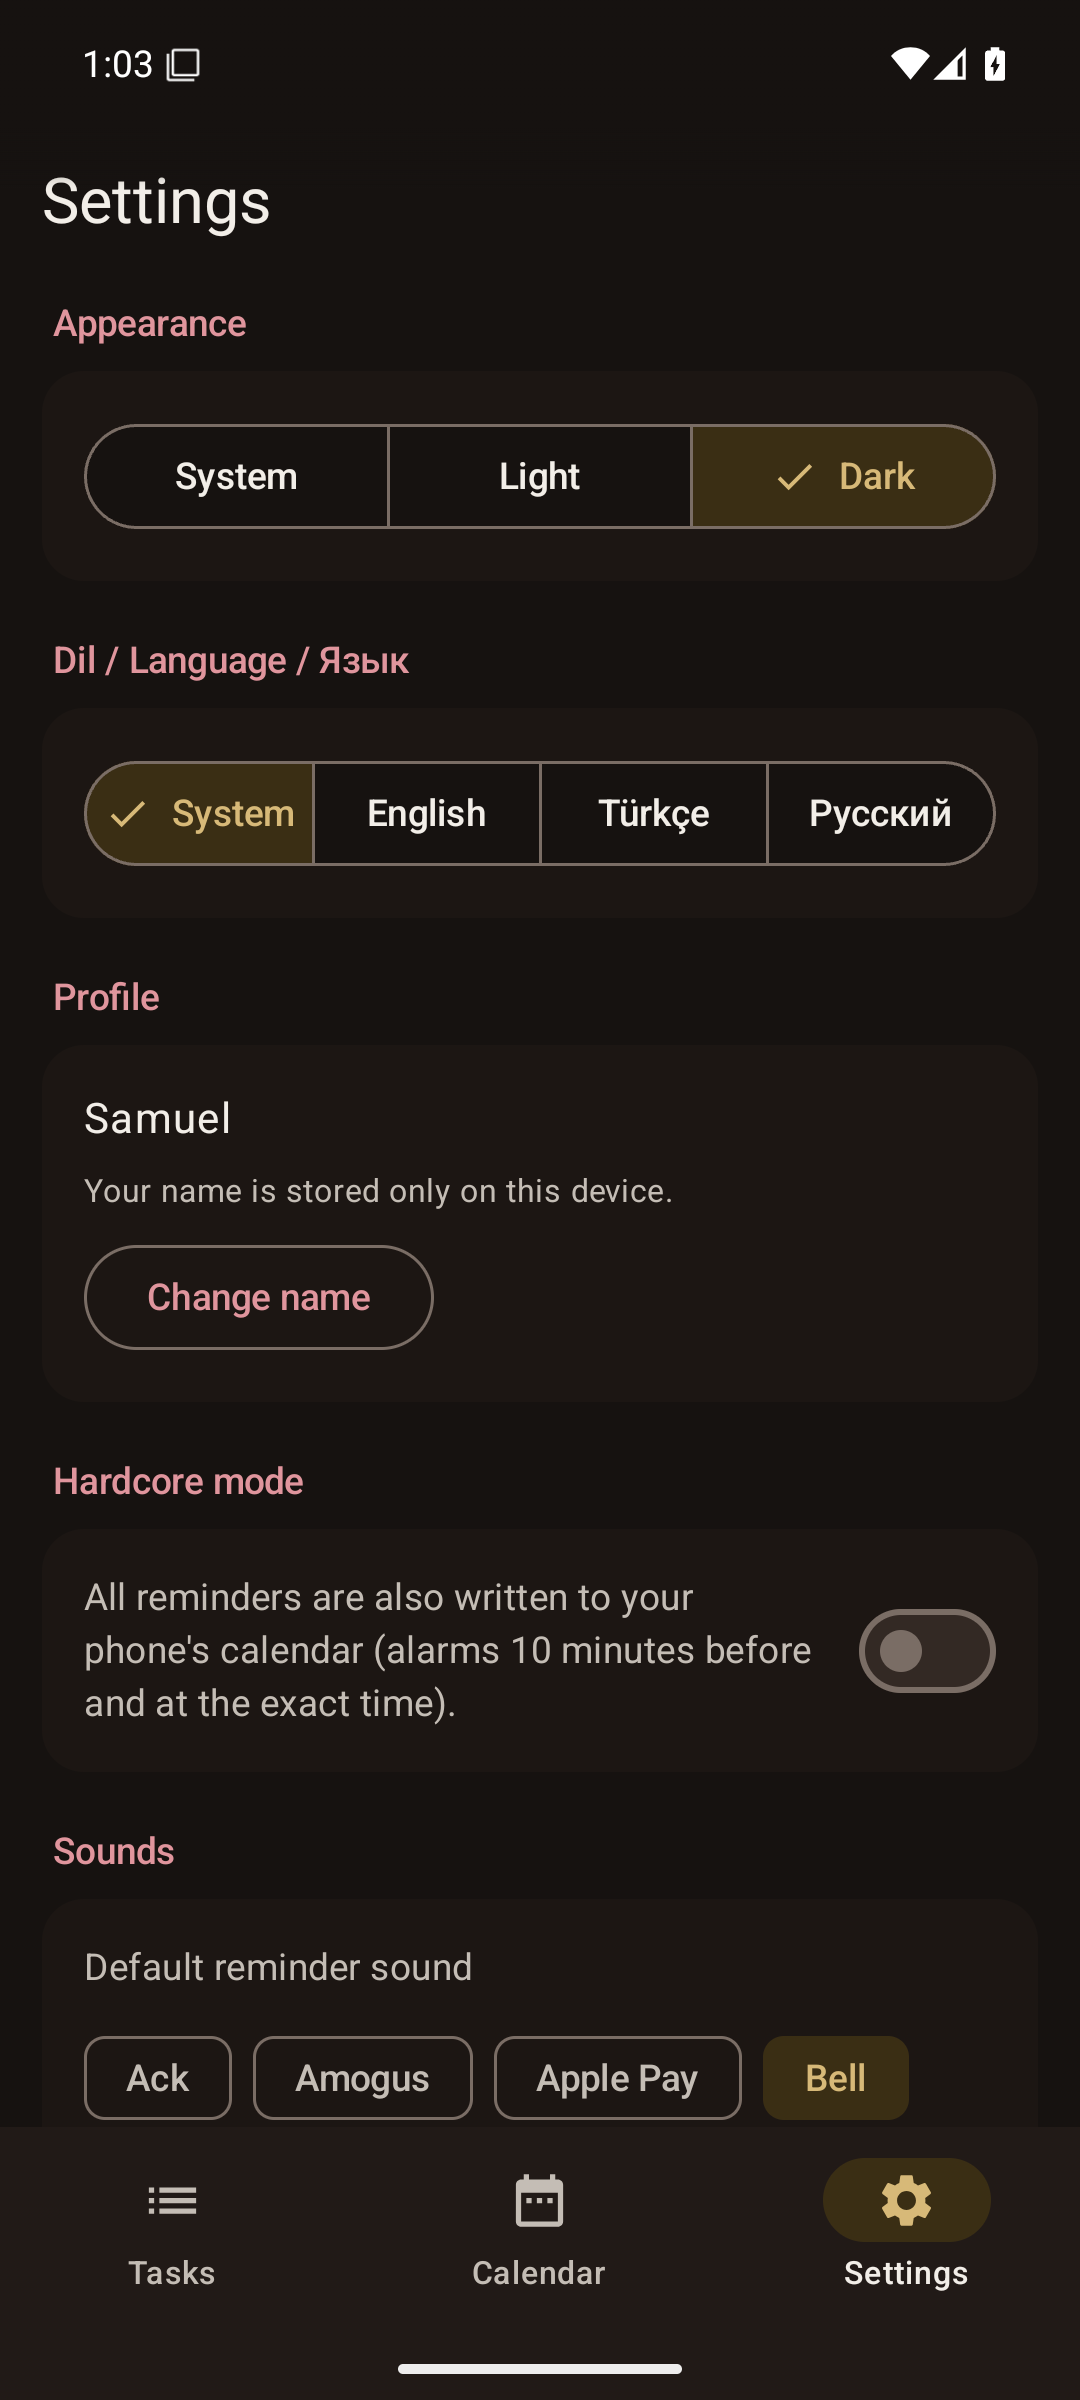 1:03
Settings
Appearance
System
Light
Dark
Dil / Language / Язык
System
English
Türkçe
Русский
Profile
Samuel
Your name is stored only on this device.
Change name
Hardcore mode
All reminders are also written to your
phone's calendar (alarms 10 minutes before
and at the exact time).
Sounds
Default reminder sound
Ack
Amogus
Apple Pay
Bell
Tasks
Calendar
Settings